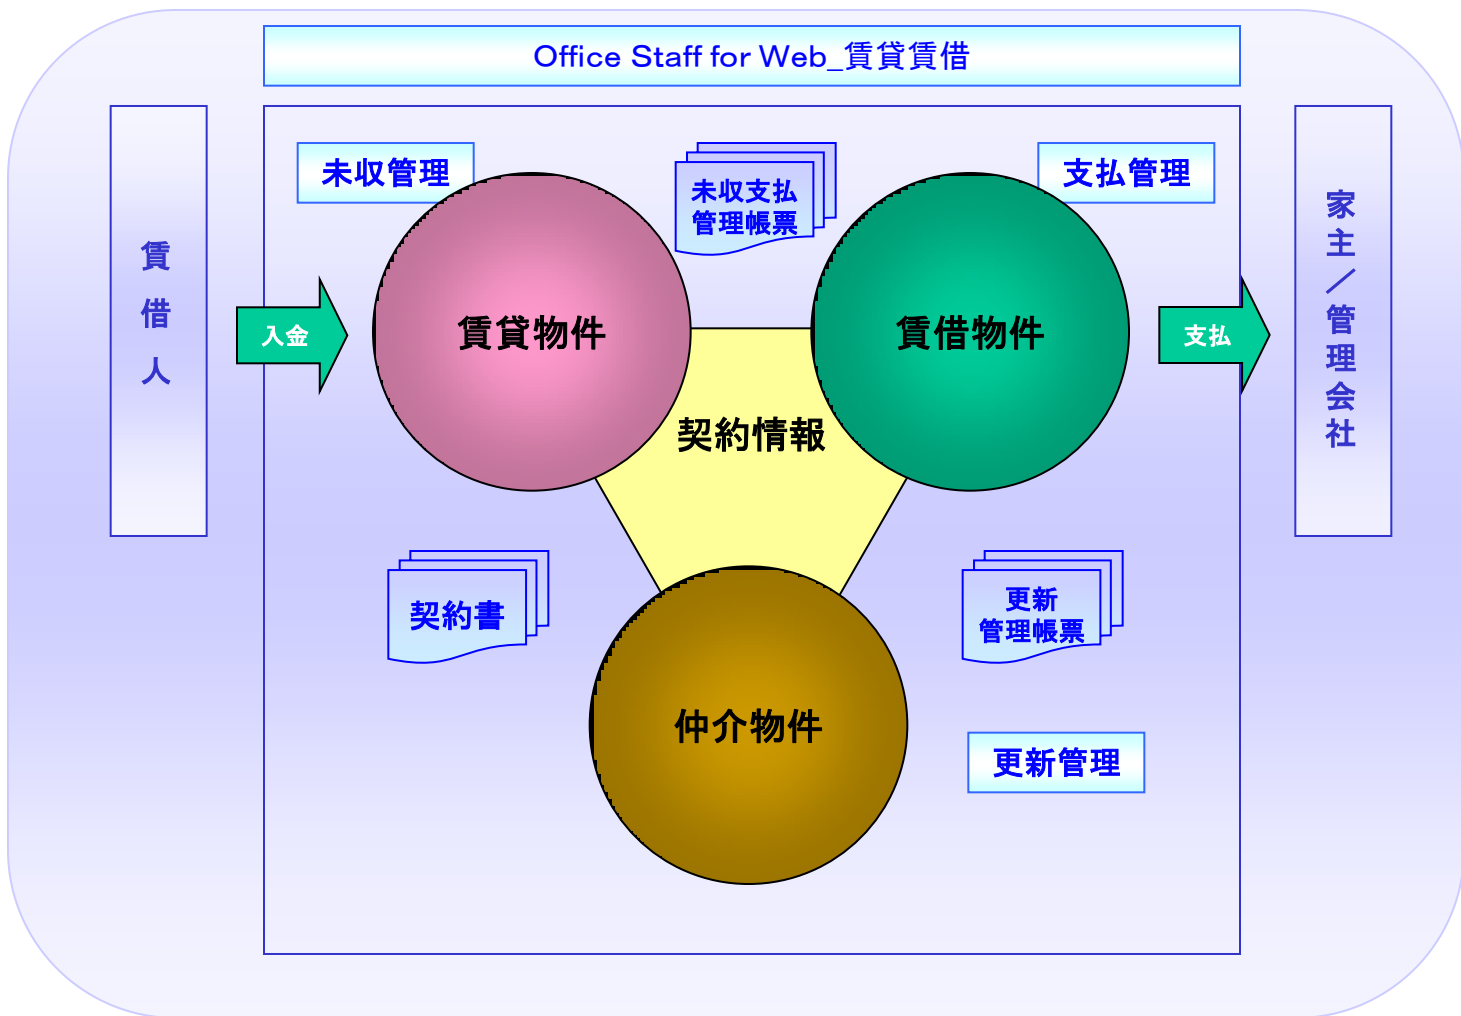 Office Staff for Web_賃貸賃借
賃借人
未収管理
未収支払
管理帳票
支払管理
家主／管理会社
入金
賃貸物件
賃借物件
支払
契約情報
契約書
更新
管理帳票
仲介物件
更新管理